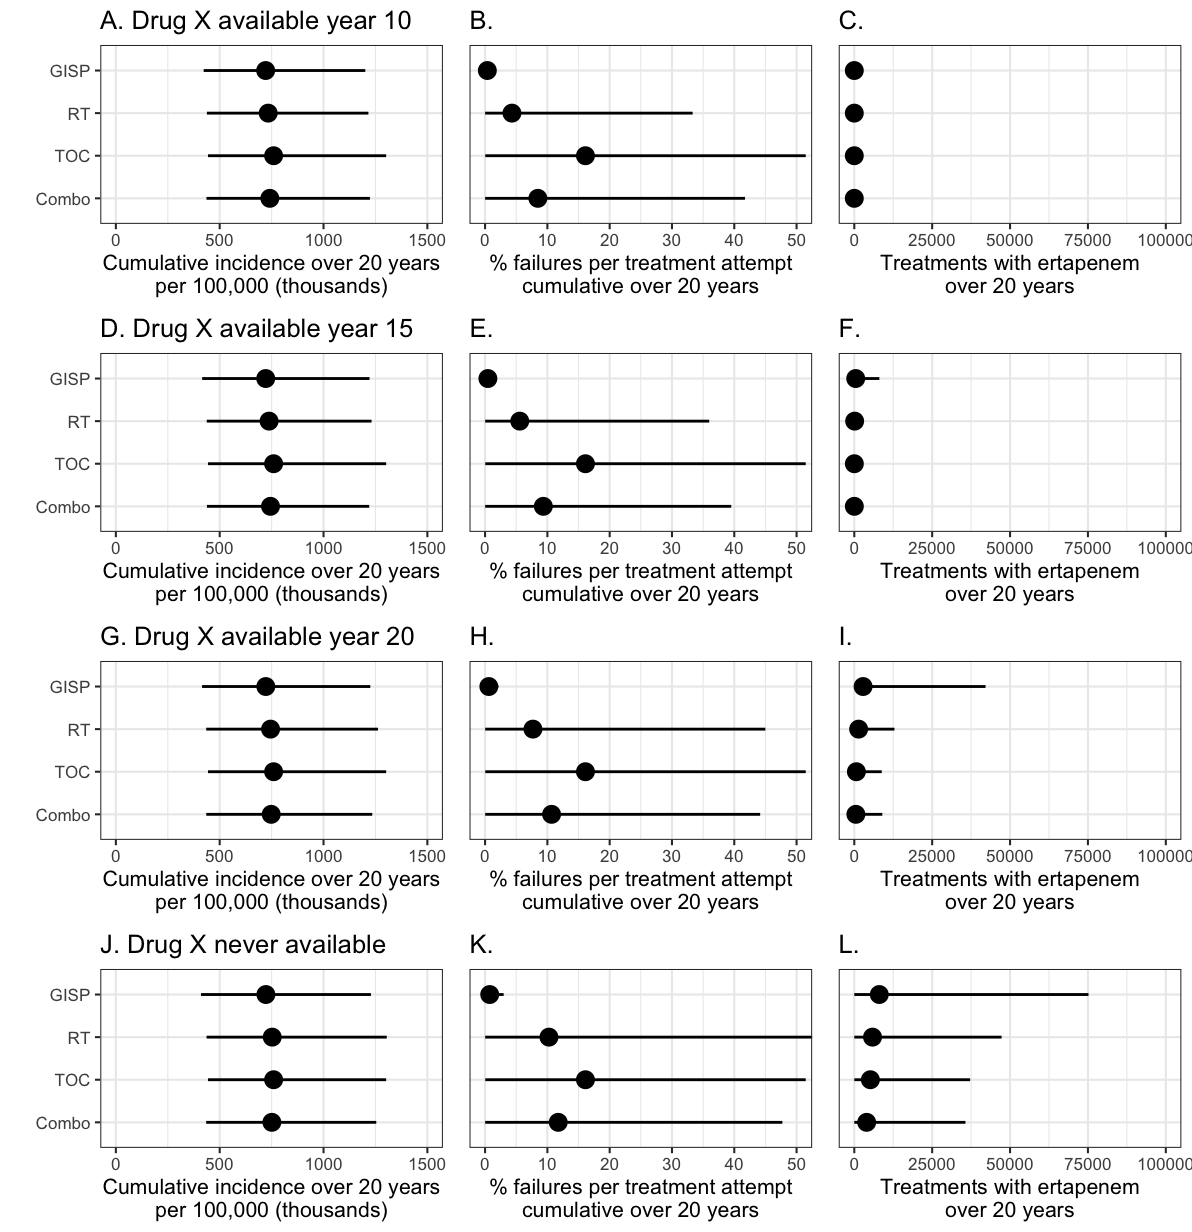 A. Drug X available year 10
B.
C.
GISP
RT
TOC
Combo
0 500 1000 1500
0 10 20 30 40 50
0 25000 50000 75000 100000
Cumulative incidence over 20 years
per 100,000 (thousands)
% failures per treatment attempt
cumulative over 20 years
Treatments with ertapenem
over 20 years
D. Drug X available year 15
E.
F.
GISP
RT
TOC
Combo
0 500 1000 1500
0 10 20 30 40 50
0 25000 50000 75000 100000
Cumulative incidence over 20 years
per 100,000 (thousands)
% failures per treatment attempt
cumulative over 20 years
Treatments with ertapenem
over 20 years
G. Drug X available year 20
H.
I.
GISP
RT
TOC
Combo
0 500 1000 1500
0 10 20 30 40 50
0 25000 50000 75000 100000
Cumulative incidence over 20 years
per 100,000 (thousands)
% failures per treatment attempt
cumulative over 20 years
Treatments with ertapenem
over 20 years
J. Drug X never available
K.
L.
GISP
RT
TOC
Combo
0 500 1000 1500
0 10 20 30 40 50
0 25000 50000 75000 100000
Cumulative incidence over 20 years
per 100,000 (thousands)
% failures per treatment attempt
cumulative over 20 years
Treatments with ertapenem
over 20 years